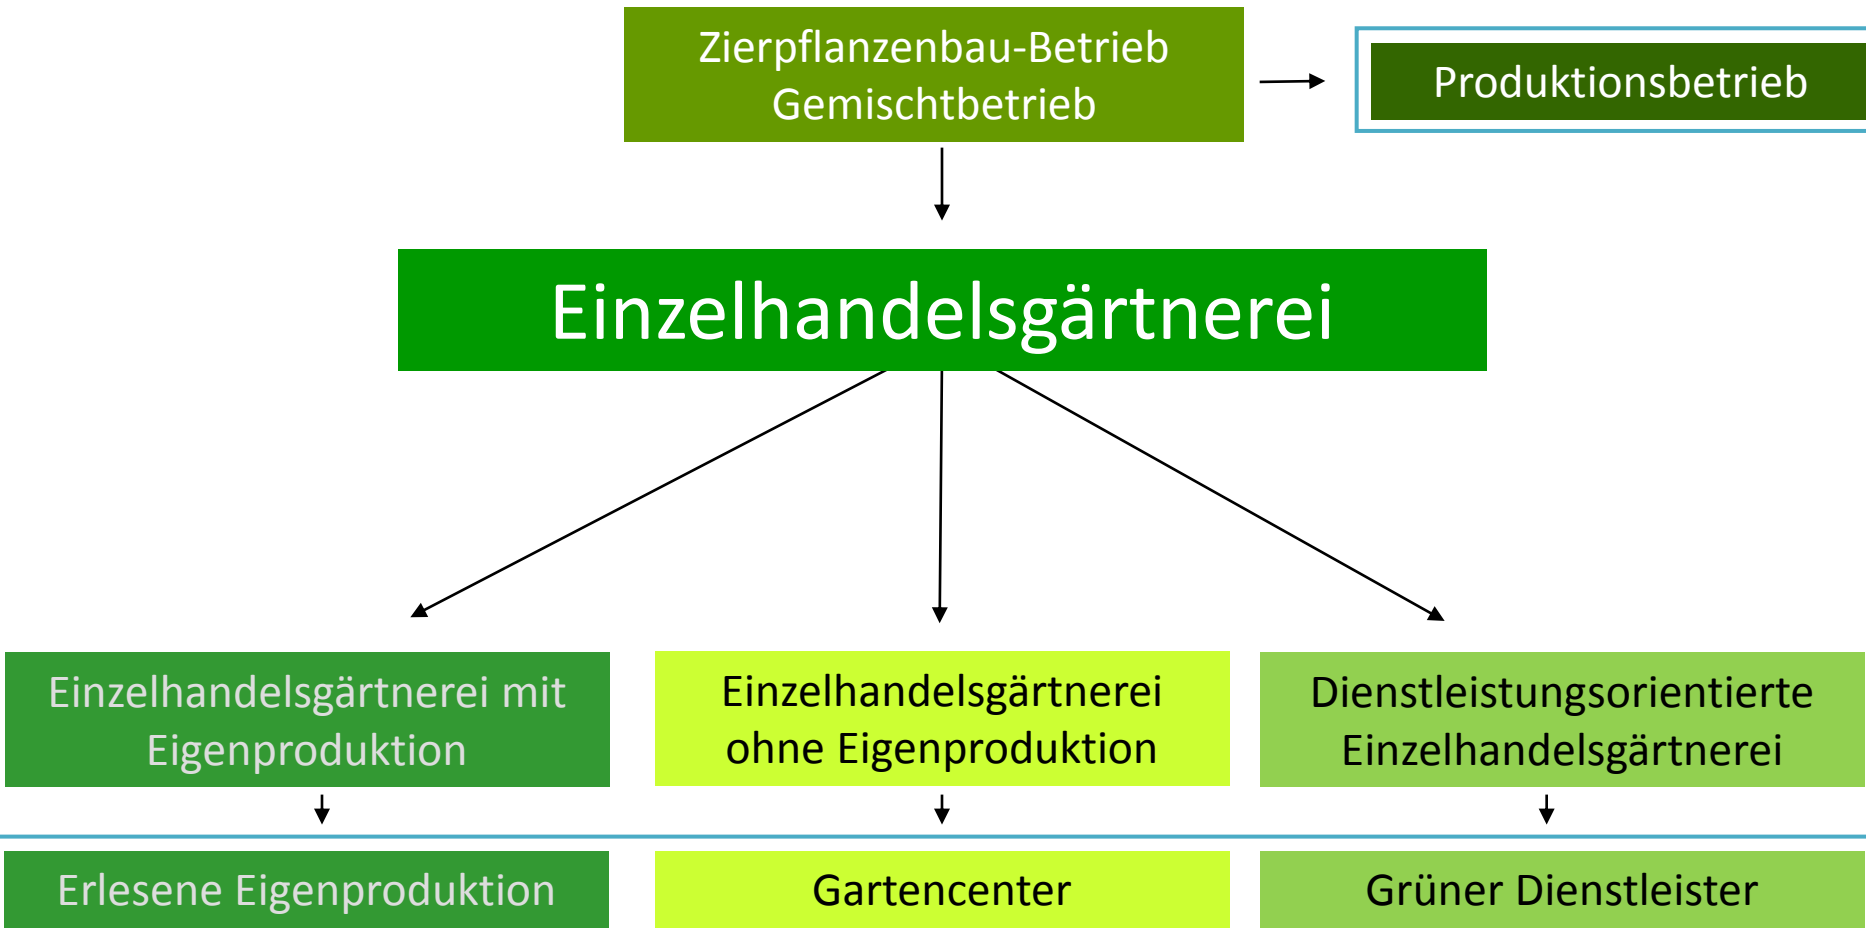 Zierpflanzenbau-Betrieb
Gemischtbetrieb
Produktionsbetrieb
Einzelhandelsgärtnerei
Einzelhandelsgärtnerei mit
Eigenproduktion
Einzelhandelsgärtnerei
ohne Eigenproduktion
Dienstleistungsorientierte
Einzelhandelsgärtnerei
Erlesene Eigenproduktion
Gartencenter
Grüner Dienstleister